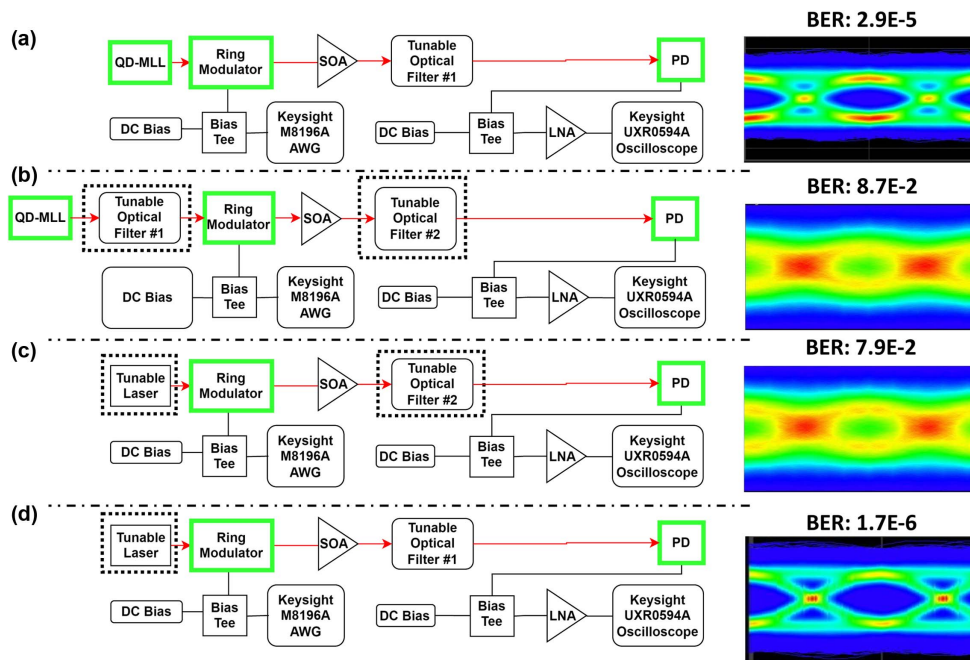 (a)
QD-MLL
Ring
Modulator
SOA
Tunable
Optical
Filter #1
PD
DC Bias
Bias
Tee
Keysight
M8196A
AWG
DC Bias
Bias
Tee
LNA
Keysight
UXR0594A
Oscilloscope
BER: 2.9E-5
(b)
QD-MLL
Tunable
Optical
Filter #1
Ring
Modulator
SOA
Tunable
Optical
Filter #2
PD
DC Bias
Bias
Tee
Keysight
M8196A
AWG
DC Bias
Bias
Tee
LNA
Keysight
UXR0594A
Oscilloscope
BER: 8.7E-2
(c)
Tunable
Laser
Ring
Modulator
SOA
Tunable
Optical
Filter #2
PD
DC Bias
Bias
Tee
Keysight
M8196A
AWG
DC Bias
Bias
Tee
LNA
Keysight
UXR0594A
Oscilloscope
BER: 7.9E-2
(d)
Tunable
Laser
Ring
Modulator
SOA
Tunable
Optical
Filter #1
PD
DC Bias
Bias
Tee
Keysight
M8196A
AWG
DC Bias
Bias
Tee
LNA
Keysight
UXR0594A
Oscilloscope
BER: 1.7E-6